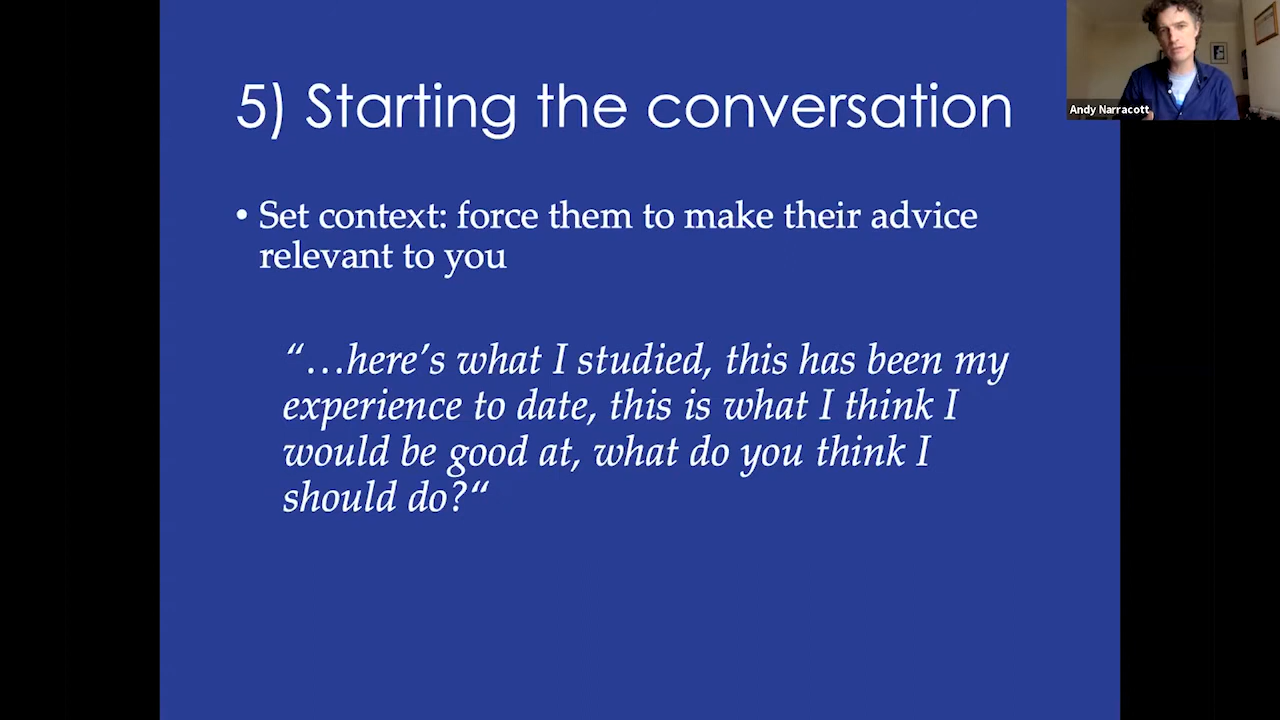 5) Starting the conversation
Andy Narracott
• Set context: force them to make their advice
relevant to you
“…here’s what I studied, this has been my
experience to date, this is what I think I
would be good at, what do you think I
should do?“